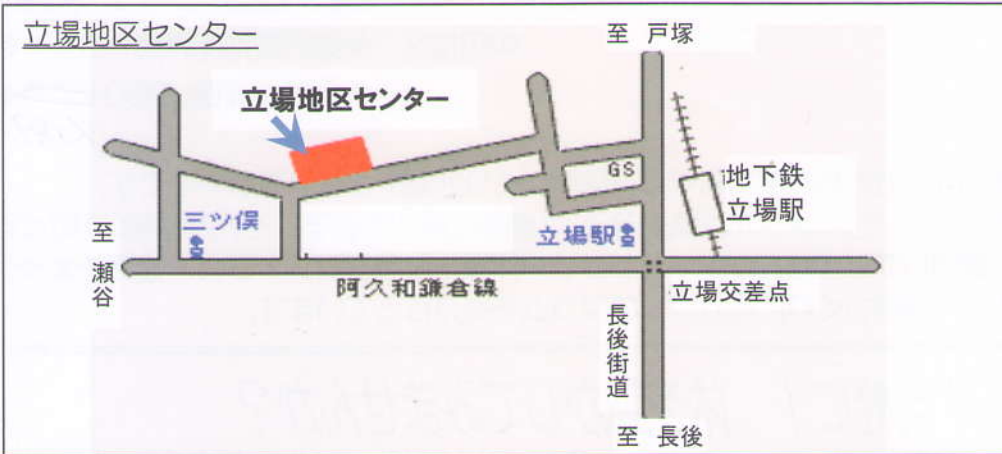 立場地区センター
至 戸塚
立場地区センター
GS
地下鉄
立場駅
三ツ俣
立場駅
至
瀬谷
阿久和鎌倉線
立場交差点
長後街道
至 長後